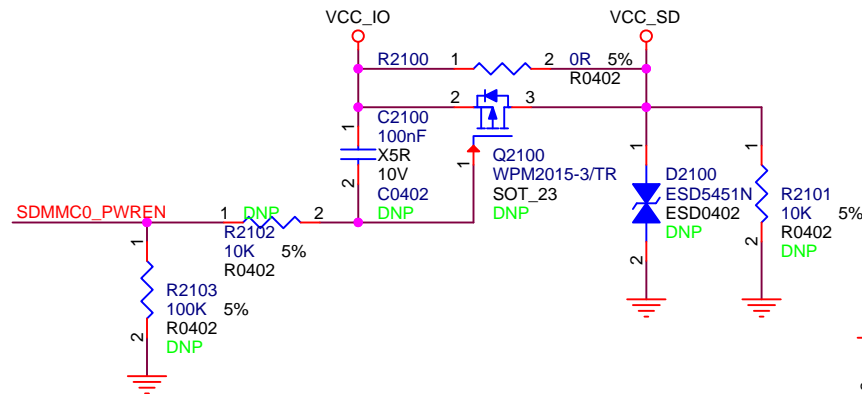 VCC_IO
VCC_SD
R2100
1
2
0R
5%
R0402
2
3
1
C2100
100nF
X5R
10V
C0402
DNP
2
1
Q2100
WPM2015-3/TR
SOT_23
DNP
1
D2100
ESD5451N
ESD0402
DNP
2
1
R2101
10K
5%
R0402
DNP
2
SDMMC0_PWREN
1
DNP
2
R2102
10K
5%
R0402
1
R2103
100K
5%
R0402
DNP
2